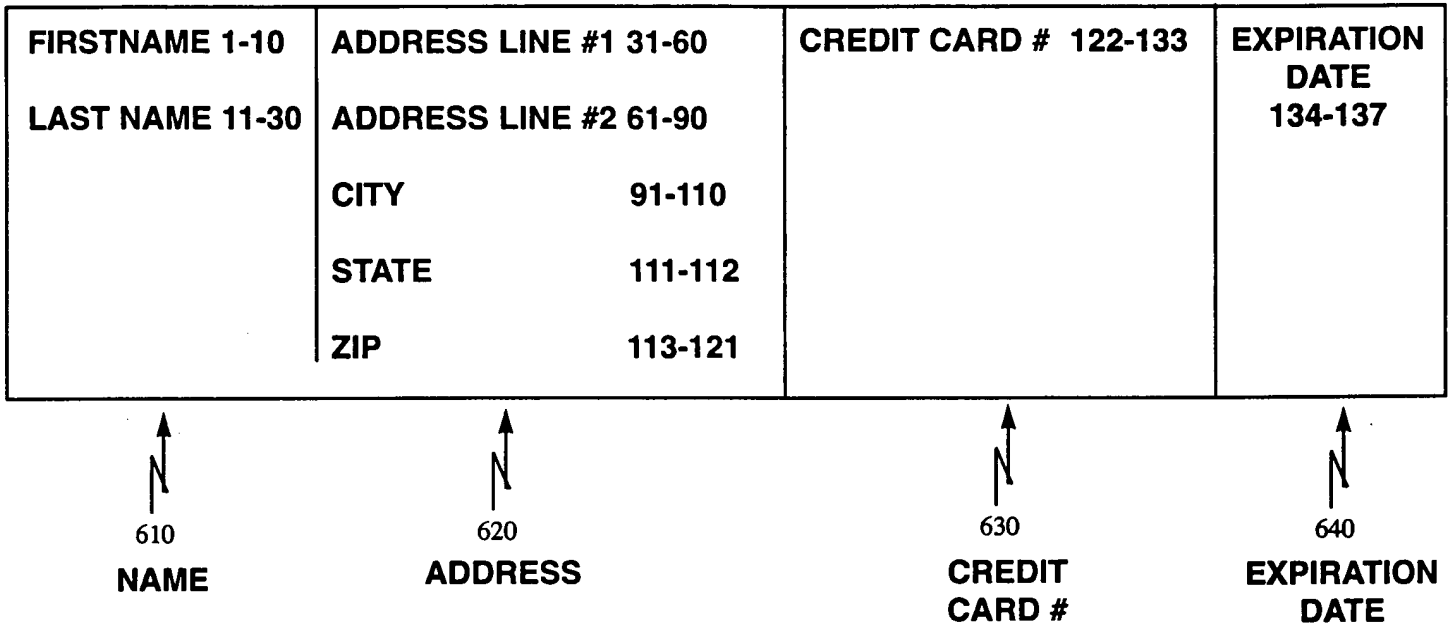 FIRSTNAME 1-10
LAST NAME 11-30
ADDRESS LINE #1 31-60
ADDRESS LINE #2 61-90
CITY 91-110
STATE 111-112
ZIP 113-121
CREDIT CARD # 122-133
EXPIRATION
DATE
134-137
610
NAME
620
ADDRESS
630
CREDIT
CARD #
640
EXPIRATION
DATE